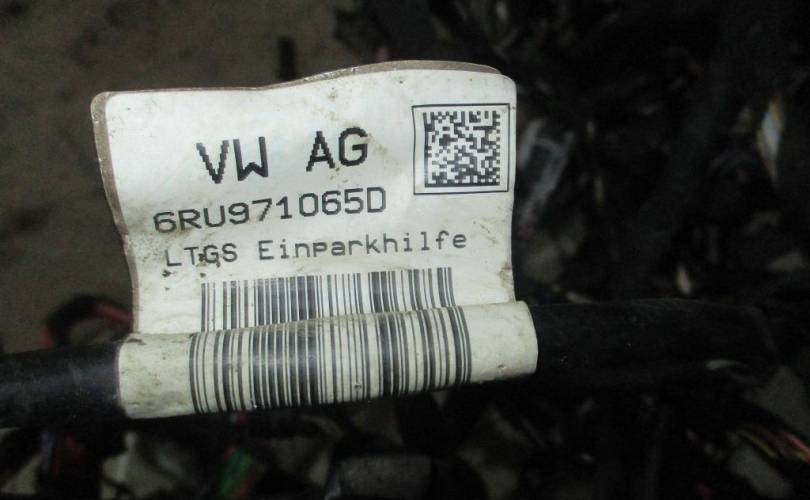 VW AG
6RU971065D
LTGS Einparkhilfe